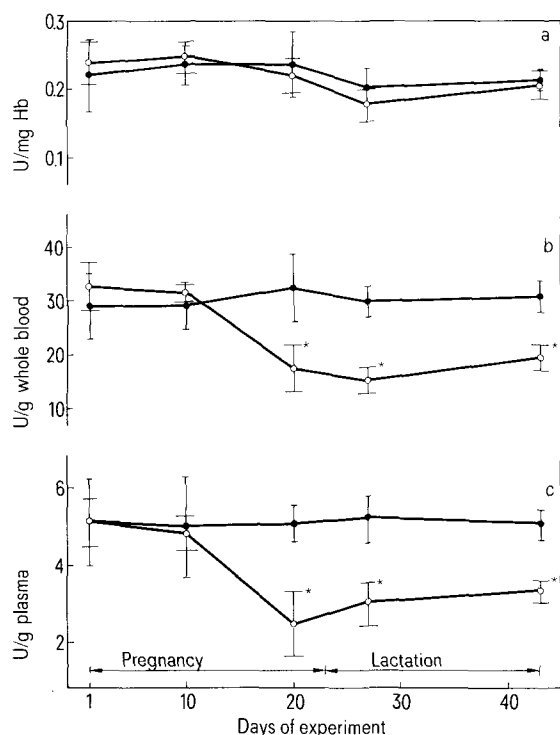 0.3
a
0.2
0.1
U/mg Hb
b
40
30
20
10
U/g whole blood
* * *
c
6
4
2
U/g plasma
* * *
Pregnancy Lactation
1 10 20 30 40
Days of experiment